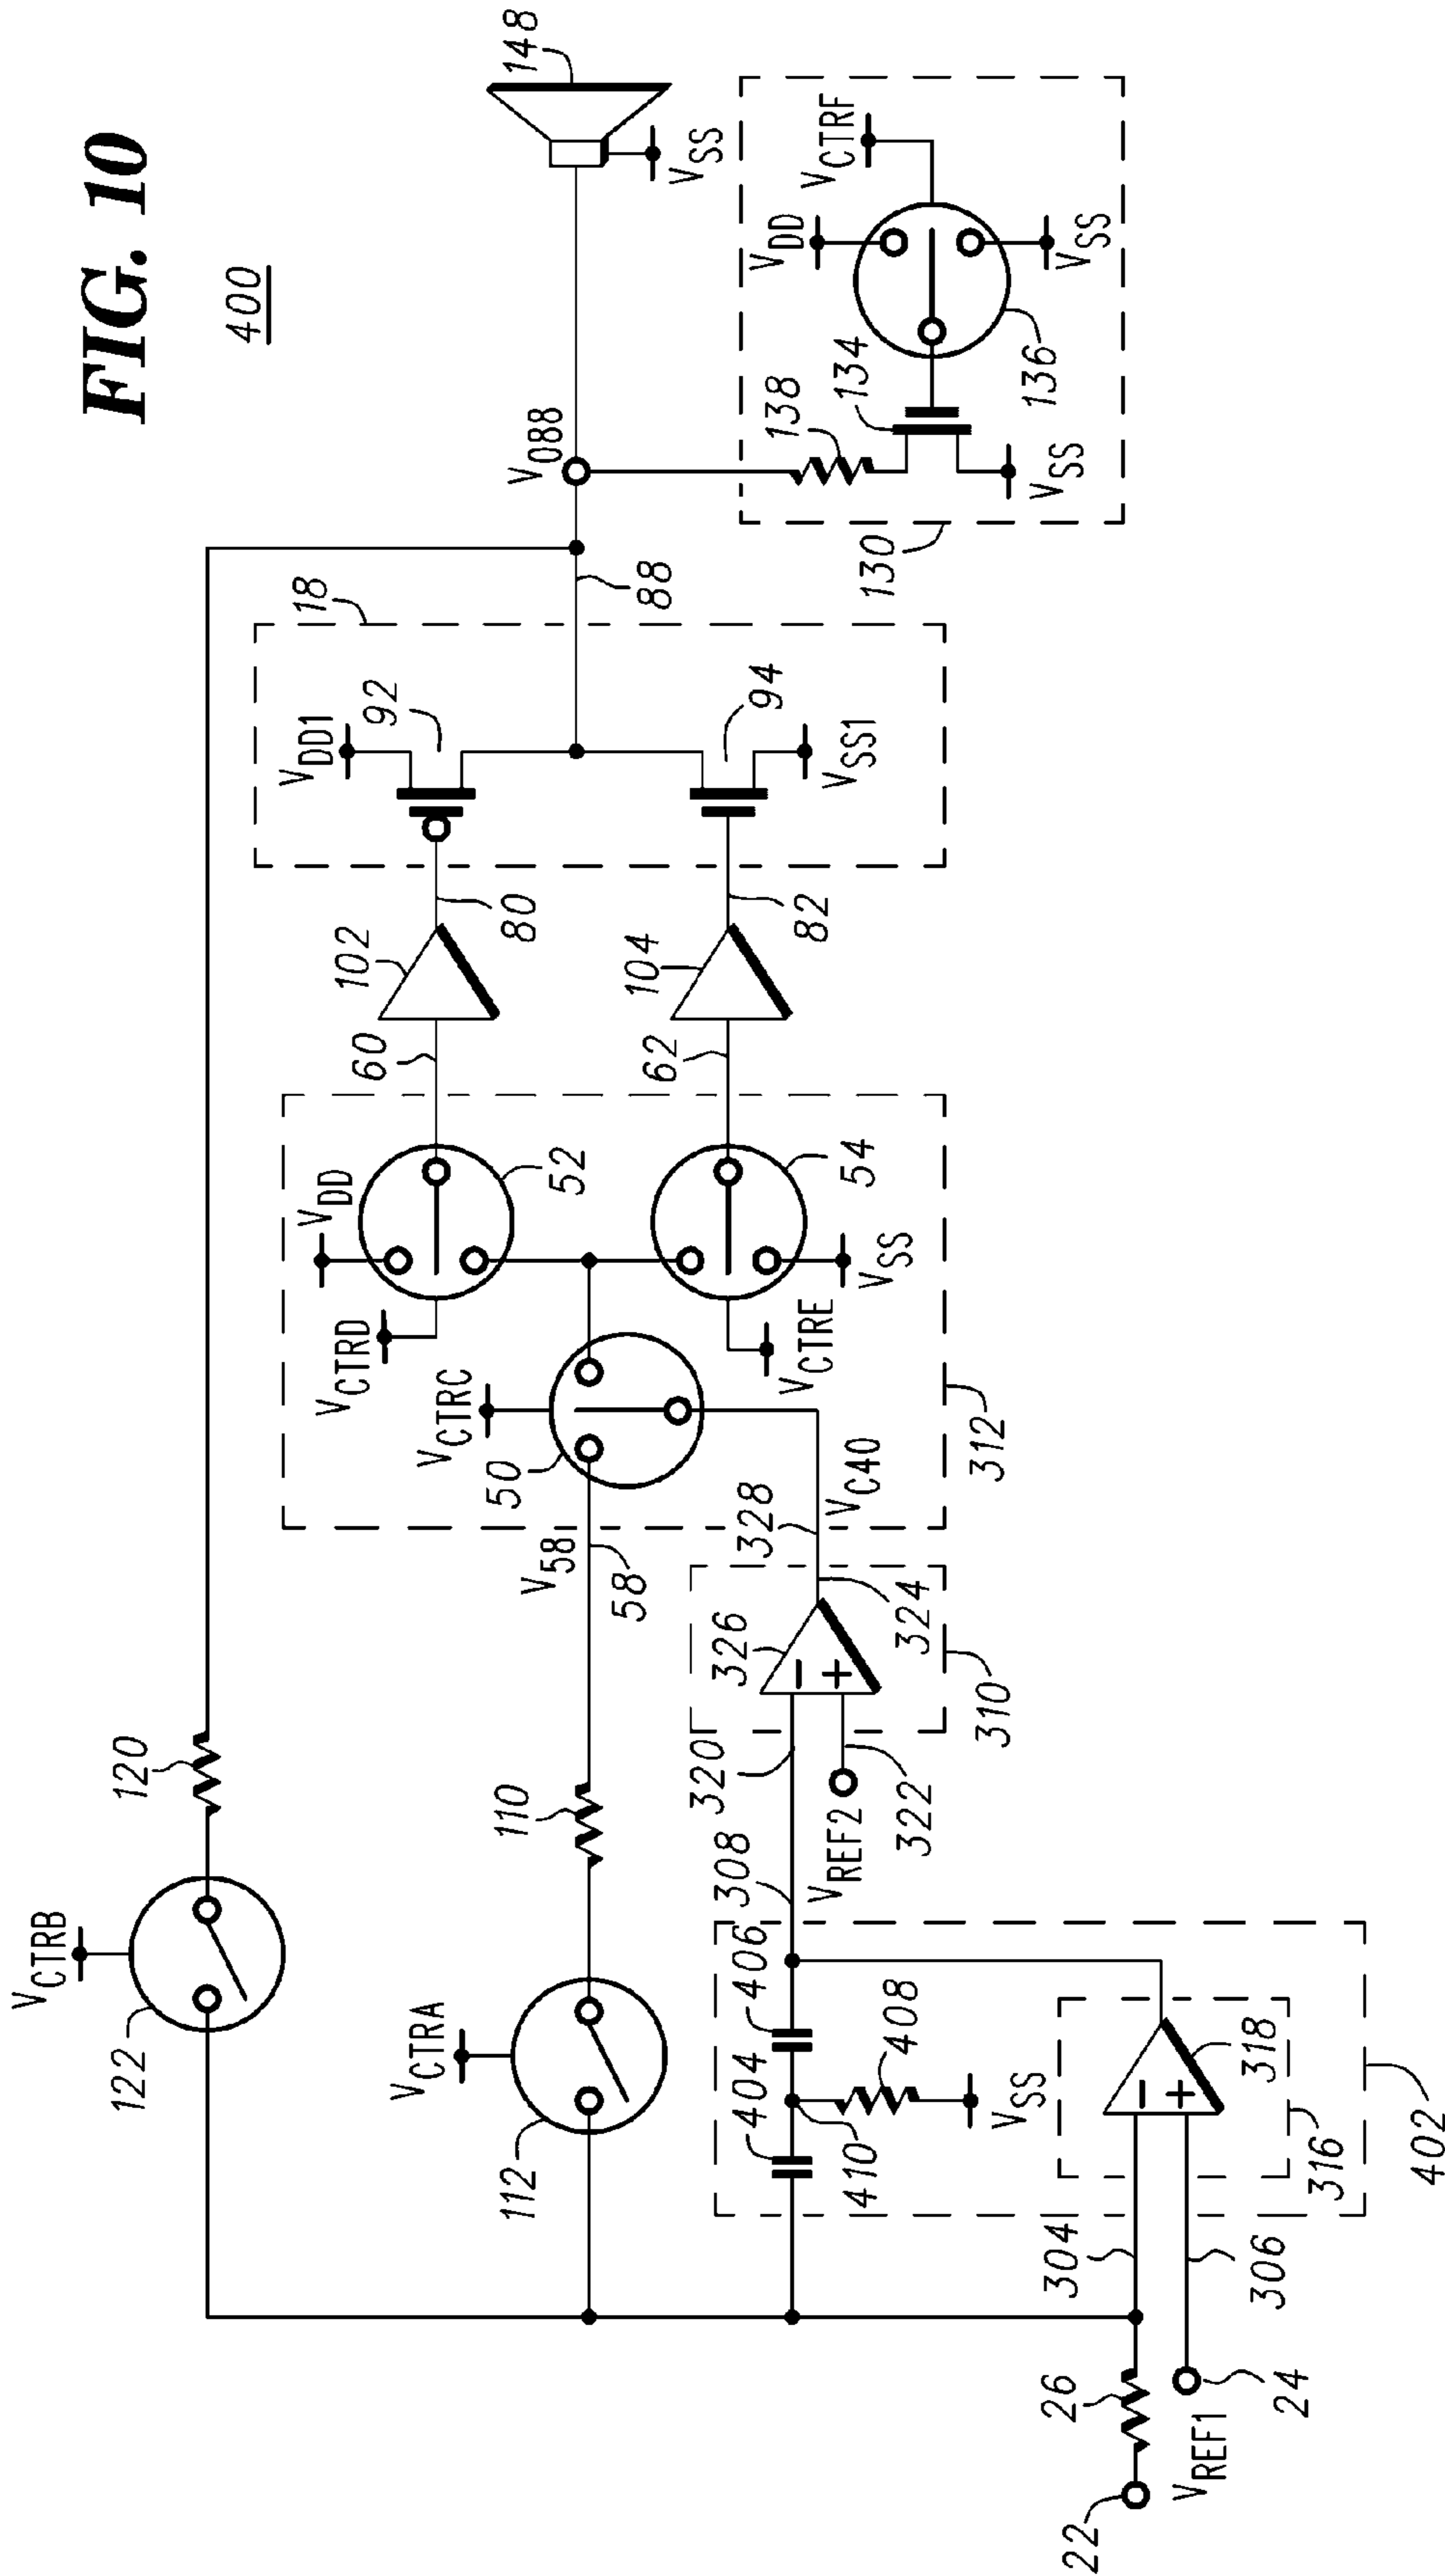 FIG. 10
400
VCTRB
122
120
VCTRA
112
110
V58
58
VCTRC
50
VCTRD
VDD
52
60
102
80
VDD1
92
18
88
VO88
148
VSS
VCTRE
54
VSS
62
104
82
94
VSS1
312
VDD
VCTRF
138
134
136
VSS
VSS
130
22
26
VREF1
24
304
306
404
406
410
408
VSS
318
316
402
308
320
VREF2
322
326
−
+
324
310
328
VC40
−
+